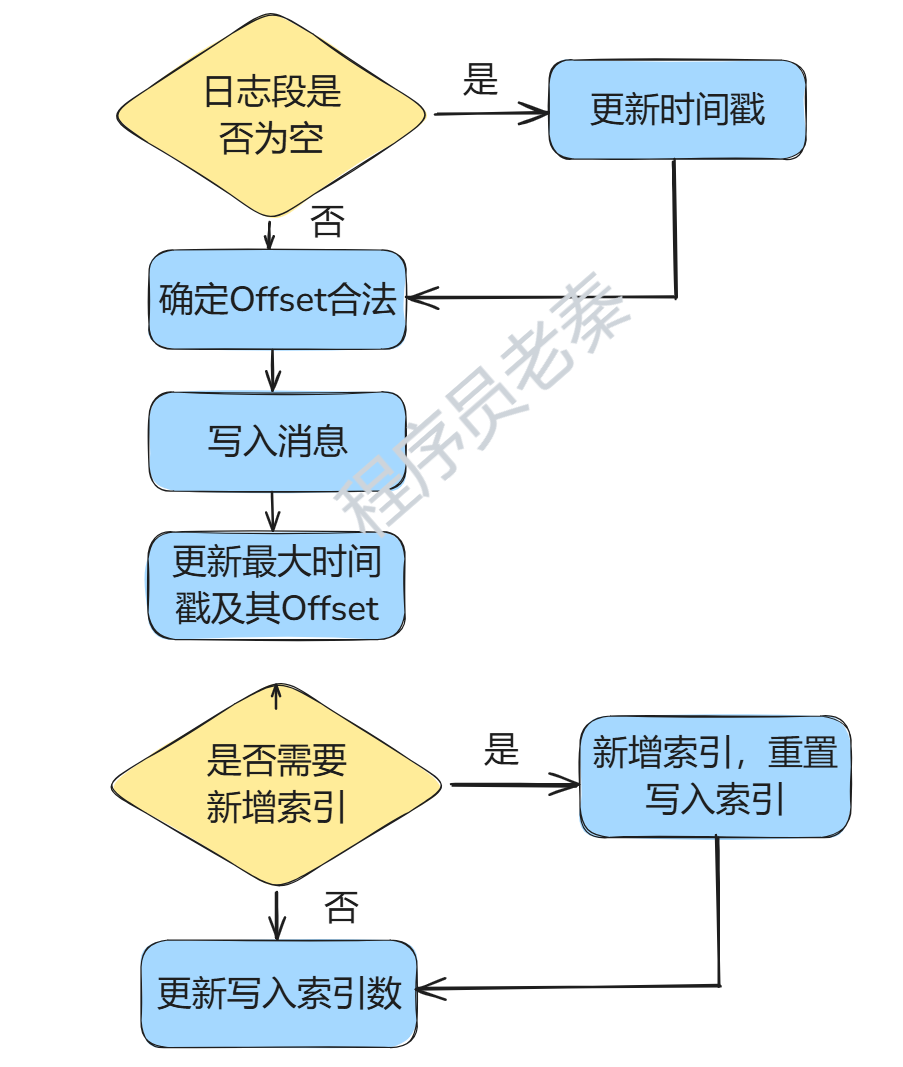 日志段是
否为空
是
更新时间戳
否
确定Offset合法
写入消息
更新最大时间
戳及其Offset
是否需要
新增索引
是
新增索引，重置
写入索引
否
更新写入索引数
程序员老秦